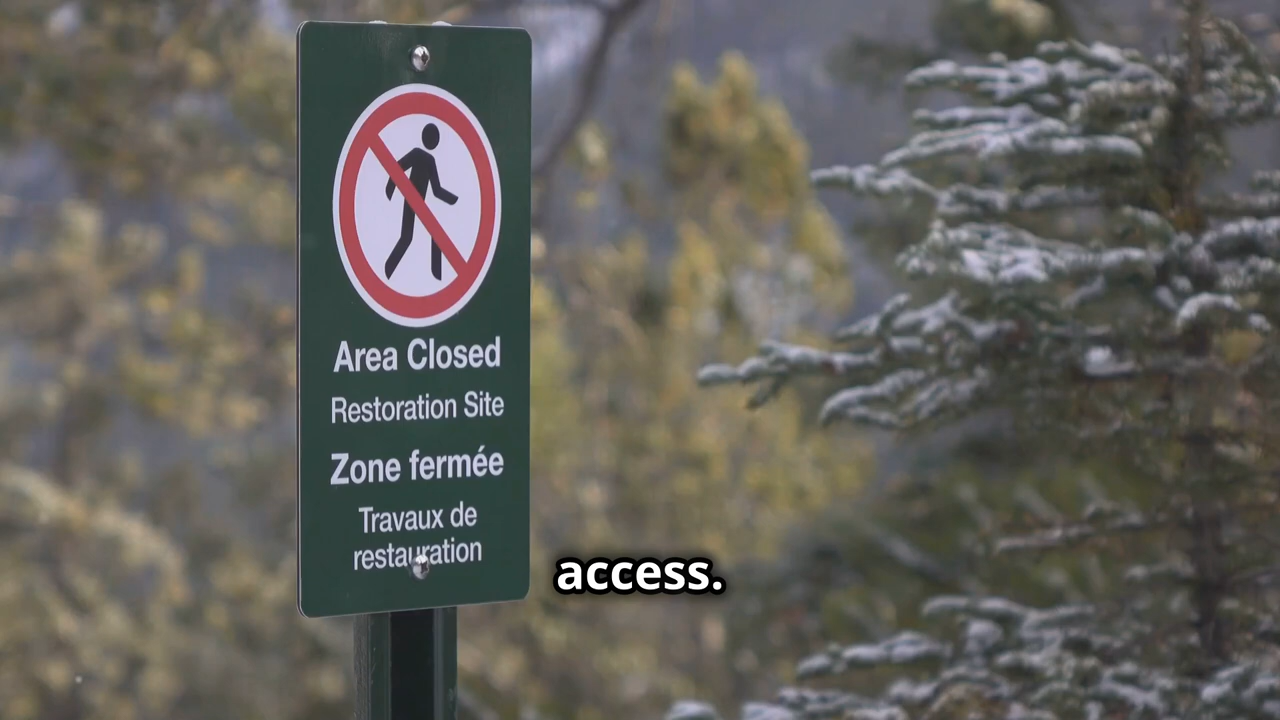 Area Closed
Restoration Site
Zone fermée
Travaux de
restauration
access.